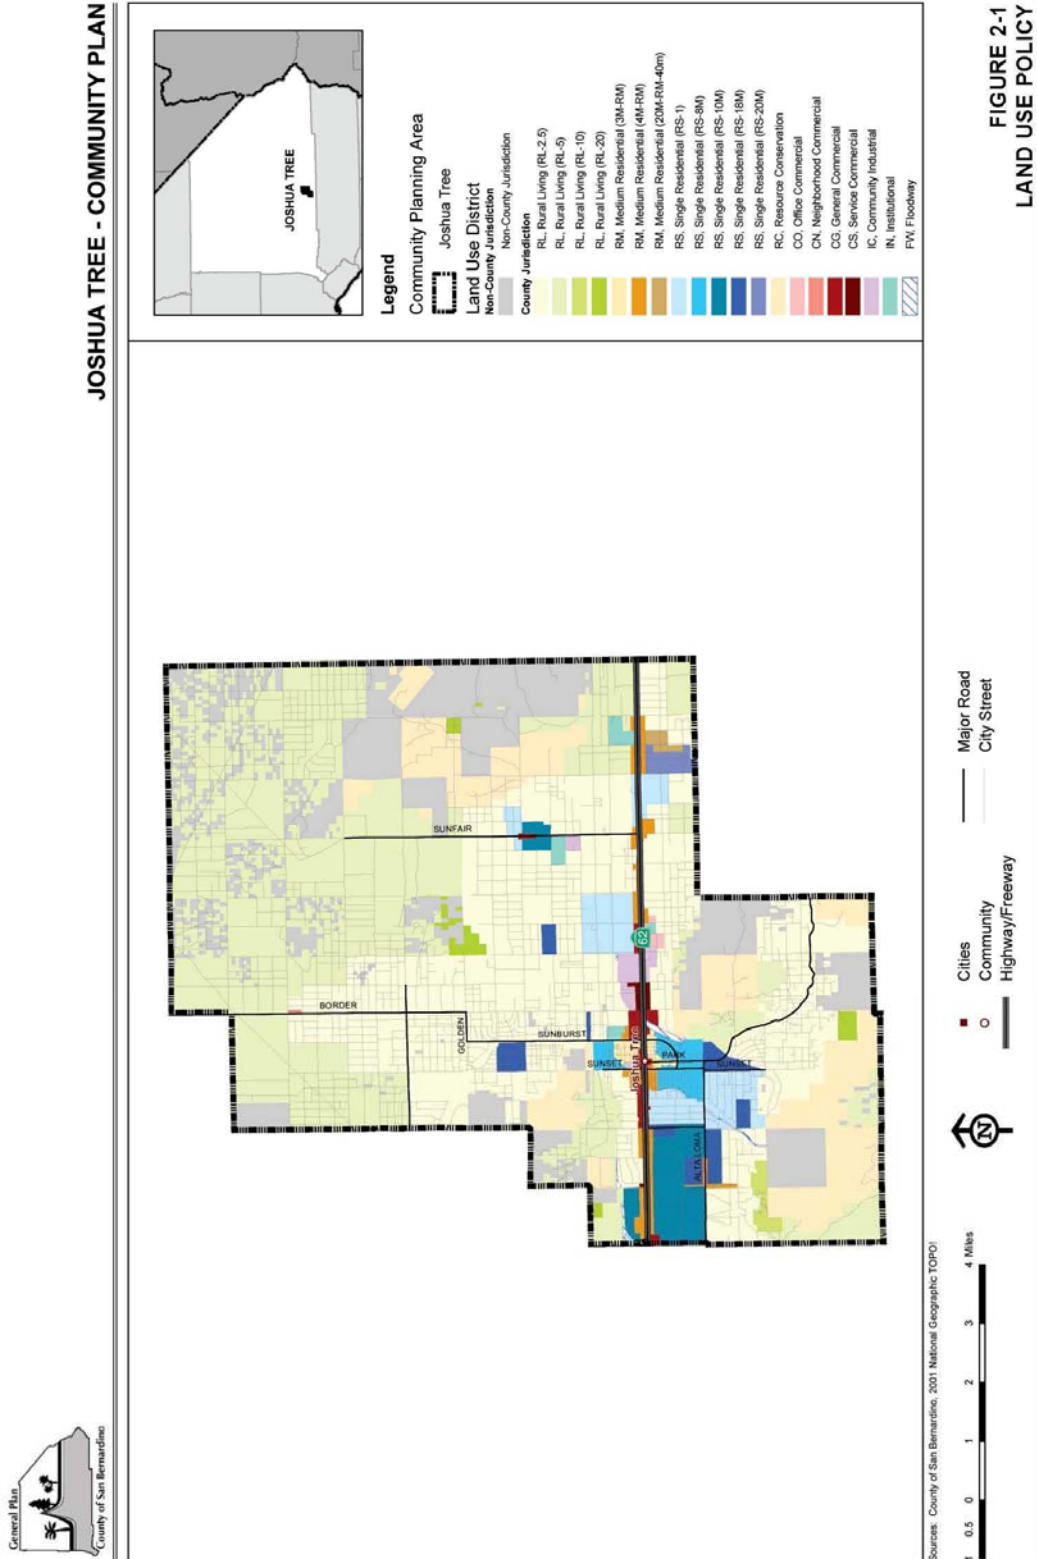 General Plan
County of San Bernardino
JOSHUA TREE - COMMUNITY PLAN
JOSHUA TREE
Legend
Community Planning Area
Joshua Tree
Land Use District
Non-County Jurisdiction
Non-County Jurisdiction
County Jurisdiction
RL, Rural Living (RL-2.5)
RL, Rural Living (RL-5)
RL, Rural Living (RL-10)
RL, Rural Living (RL-20)
RM, Medium Residential (3M-RM)
RM, Medium Residential (4M-RM)
RM, Medium Residential (20M-RM-40m)
RS, Single Residential (RS-1)
RS, Single Residential (RS-8M)
RS, Single Residential (RS-10M)
RS, Single Residential (RS-18M)
RS, Single Residential (RS-20M)
RC, Resource Conservation
CO, Office Commercial
CN, Neighborhood Commercial
CG, General Commercial
CS, Service Commercial
IC, Community Industrial
IN, Institutional
FW, Floodway
BORDER
SUNFAIR
GOLDEN
SUNBURST
SUNSET
Joshua Tree
62
PARK
SUNSET
ALTA LOMA
Sources: County of San Bernardino, 2001 National Geographic TOPO!
1 0.5 0 1 2 3 4 Miles
N
Cities
Community
Highway/Freeway
Major Road
City Street
FIGURE 2-1
LAND USE POLICY